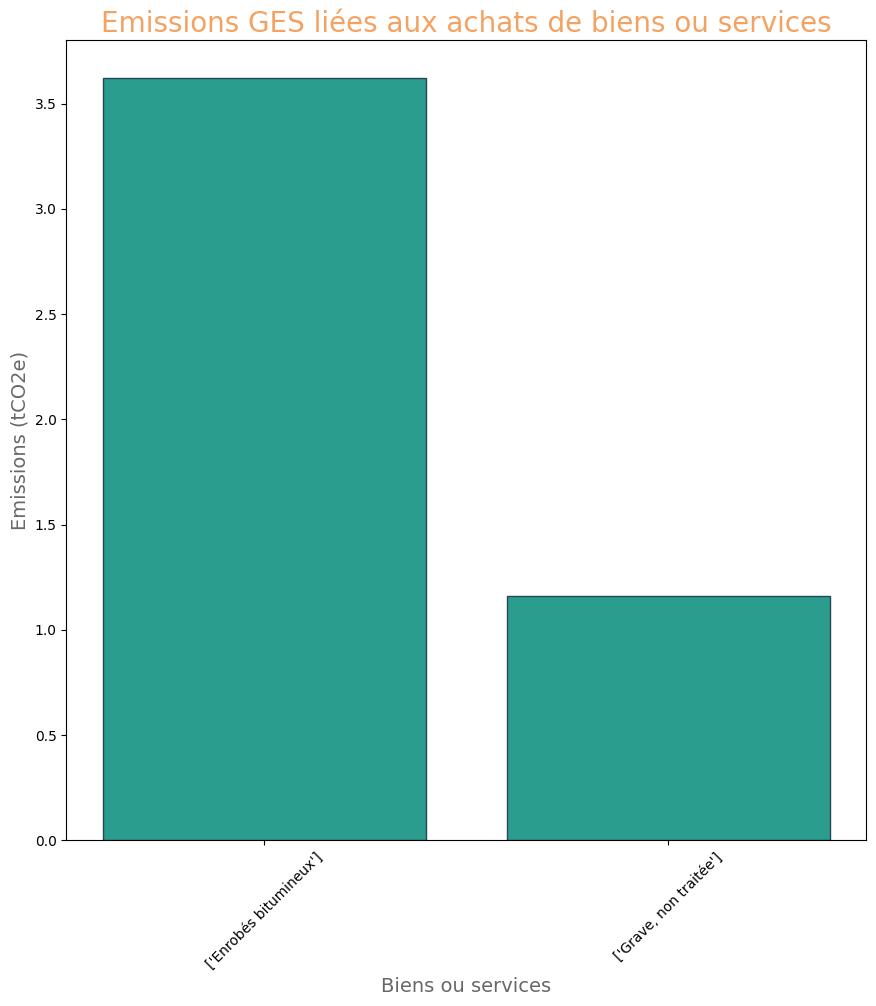 Emissions GES liées aux achats de biens ou services
Emissions (tCO2e)
3.5
3.0
2.5
2.0
1.5
1.0
0.5
0.0
['Enrobés bitumineux']
['Grave, non traitée']
Biens ou services